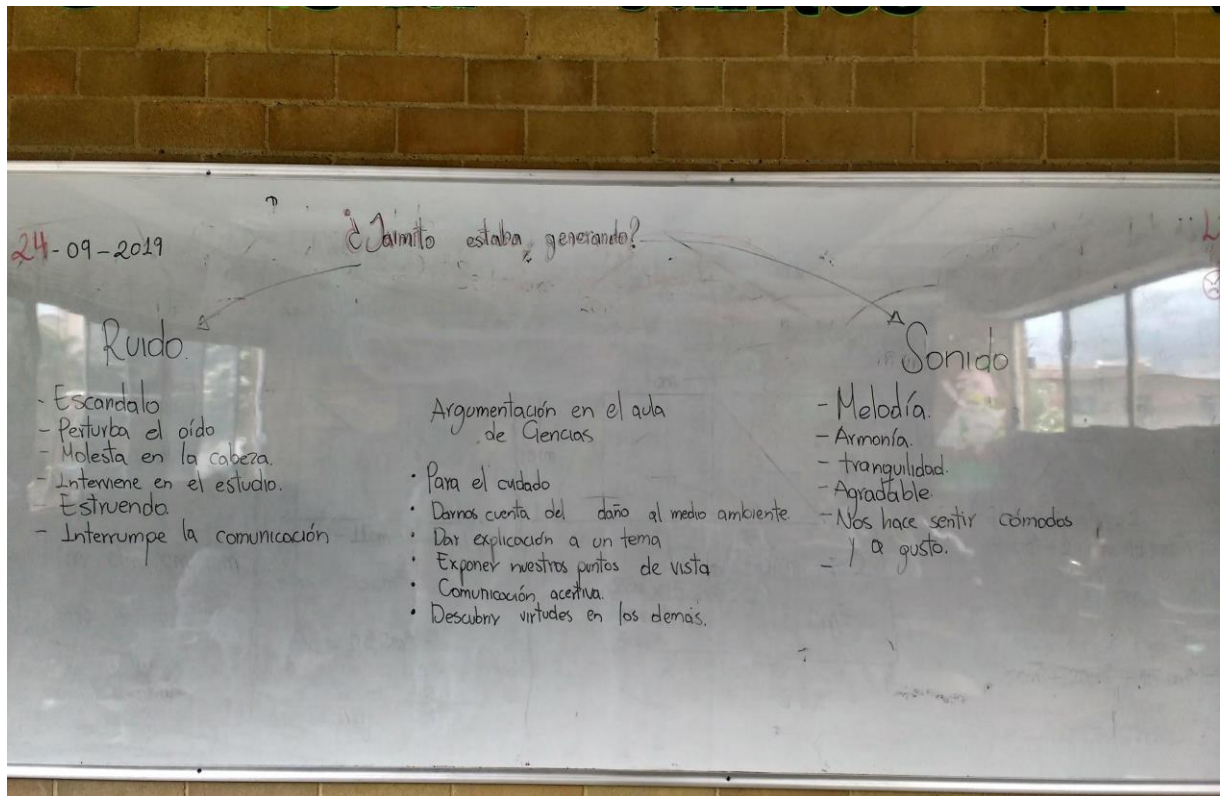 24-09-2019
¿Jaimito estaba generando?
Ruido.
- Escandalo
- Perturba el oído
- Molesta en la cabeza.
- Interviene en el estudio.
- Estruendo.
- Interrumpe la comunicación
Argumentación en el aula
de Ciencias
• Para el cuidado
• Darnos cuenta del daño al medio ambiente.
• Dar explicación a un tema
• Exponer nuestros puntos de vista
• Comunicación acertiva.
• Descubrir virtudes en los demás.
Sonido
- Melodía.
- Armonía.
- tranquilidad.
- Agradable.
- Nos hace sentir cómodos
- y a gusto.